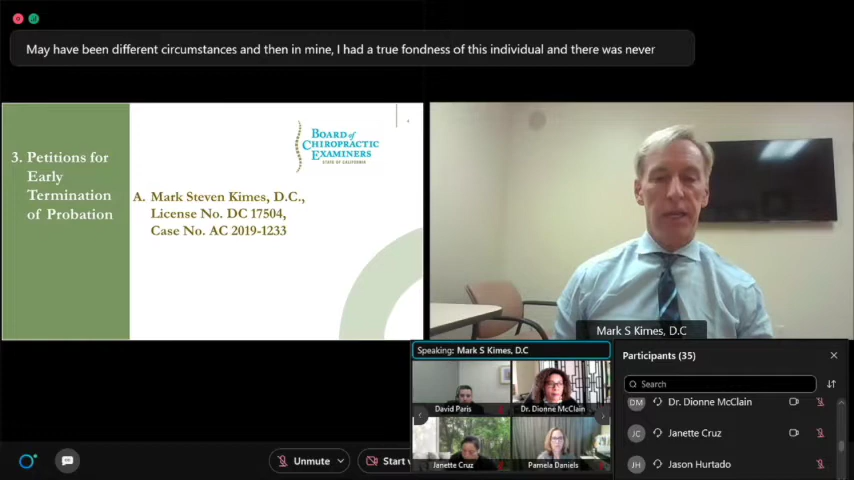 May have been different circumstances and then in mine, I had a true fondness of this individual and there was never
3. Petitions for
Early
Termination
of Probation
BOARD of
CHIROPRACTIC
EXAMINERS
STATE OF CALIFORNIA
A. Mark Steven Kimes, D.C.,
License No. DC 17504,
Case No. AC 2019-1233
Mark S Kimes, D.C
Speaking: Mark S Kimes, D.C
David Paris
Dr. Dionne McClain
Janette Cruz
Pamela Daniels
Participants (35)
Search
DM Dr. Dionne McClain
JC Janette Cruz
JH Jason Hurtado
Unmute
Start v